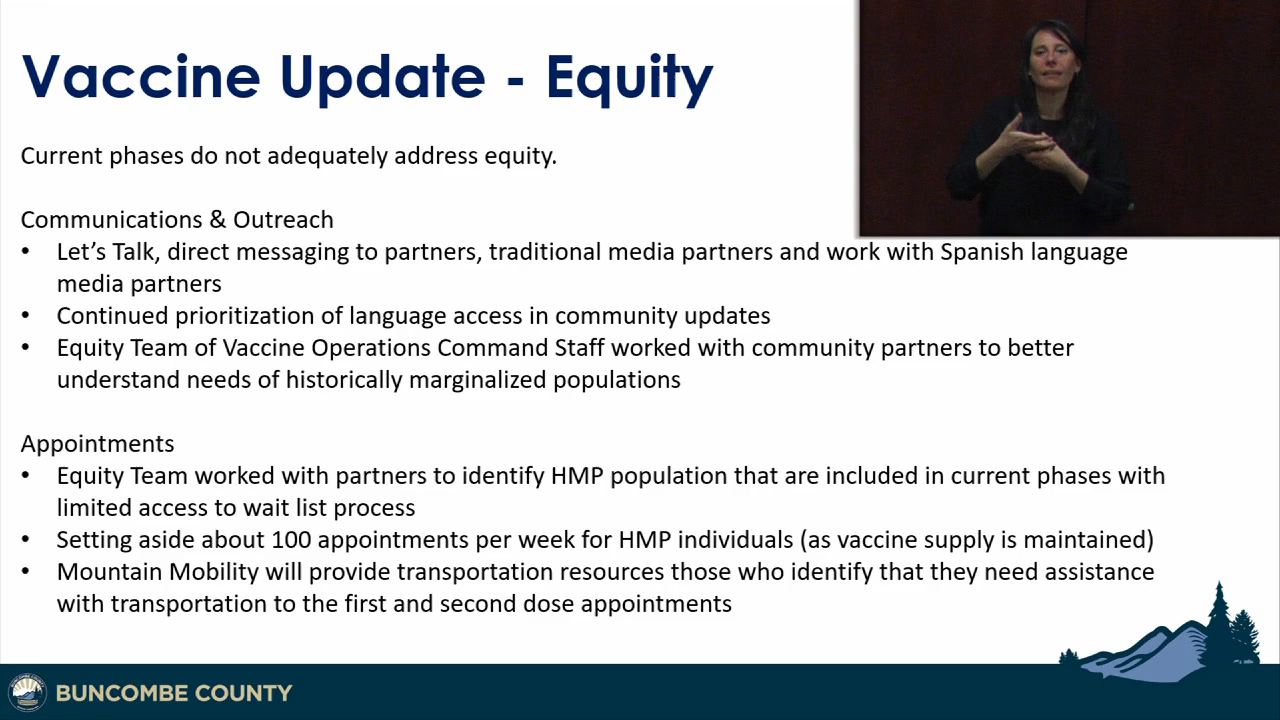 Vaccine Update - Equity
Current phases do not adequately address equity.
Communications & Outreach
• Let's Talk, direct messaging to partners, traditional media partners and work with Spanish language
media partners
• Continued prioritization of language access in community updates
• Equity Team of Vaccine Operations Command Staff worked with community partners to better
understand needs of historically marginalized populations
Appointments
• Equity Team worked with partners to identify HMP population that are included in current phases with
limited access to wait list process
• Setting aside about 100 appointments per week for HMP individuals (as vaccine supply is maintained)
• Mountain Mobility will provide transportation resources those who identify that they need assistance
with transportation to the first and second dose appointments
BUNCOMBE COUNTY